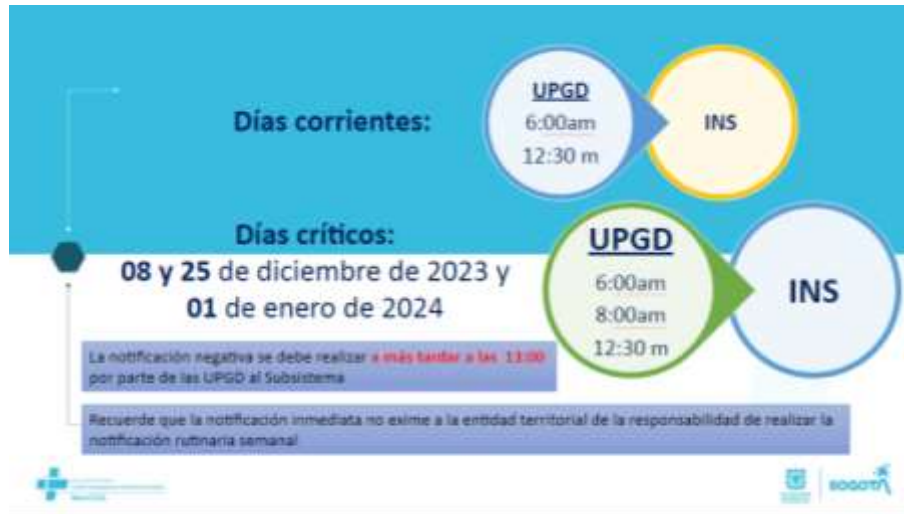 Días corrientes:
UPGD
6:00am
12:30 m
INS
Días críticos:
08 y 25 de diciembre de 2023 y
01 de enero de 2024
UPGD
6:00am
8:00am
12:30 m
INS
La notificación negativa se debe realizar a más tardar a las 13:00
por parte de las UPGD al Subsistema
Recuerde que la notificación inmediata no exime a la entidad territorial de la responsabilidad de realizar la
notificación rutinaria semanal
BOGOTÁ